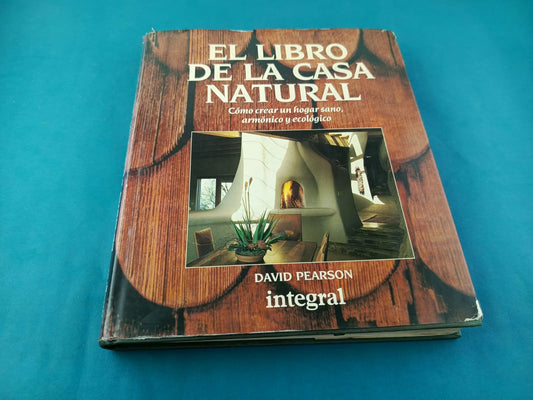 EL LIBRO
DE LA CASA
NATURAL
Cómo crear un hogar sano,
armónico y ecológico
DAVID PEARSON
integral